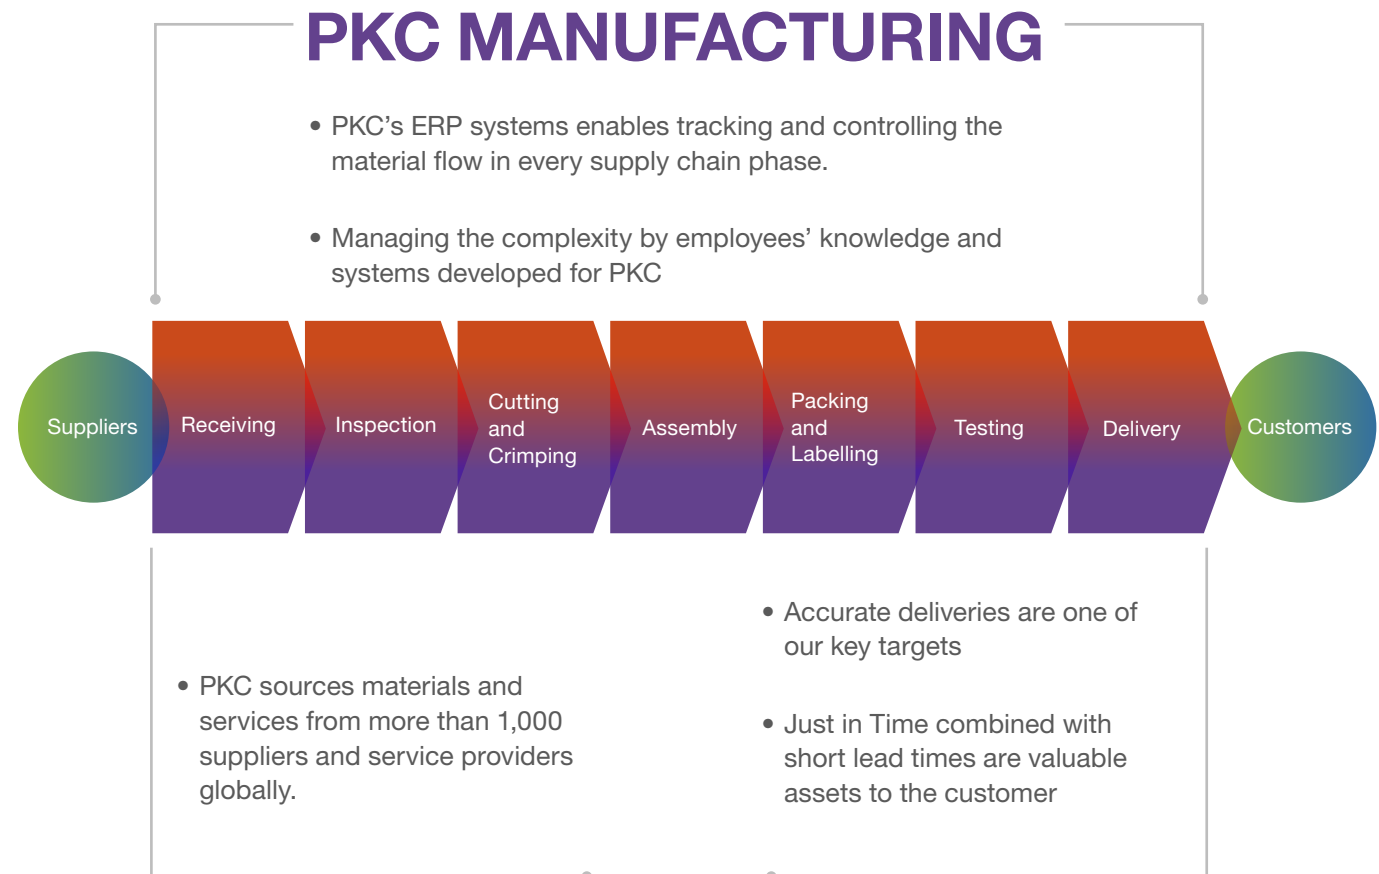 PKC MANUFACTURING
• PKC’s ERP systems enables tracking and controlling the
material flow in every supply chain phase.
• Managing the complexity by employees’ knowledge and
systems developed for PKC
Suppliers
Receiving
Inspection
Cutting
and
Crimping
Assembly
Packing
and
Labelling
Testing
Delivery
Customers
• PKC sources materials and
services from more than 1,000
suppliers and service providers
globally.
• Accurate deliveries are one of
our key targets
• Just in Time combined with
short lead times are valuable
assets to the customer